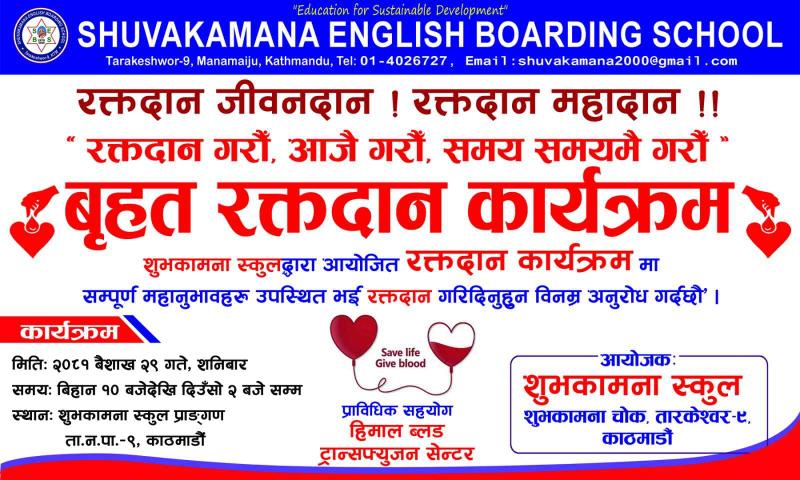 "Education for Sustainable Development"
SHUVAKAMANA ENGLISH BOARDING SCHOOL
Tarakeshwor-9, Manamaiju, Kathmandu, Tel: 01-4026727, Email:shuvakamana2000@gmail.com
रक्तदान जीवनदान ! रक्तदान महादान !!
“ रक्तदान गरौं, आजै गरौं, समय समयमै गरौं ”
बृहत रक्तदान कार्यक्रम
शुभकामना स्कुलद्वारा आयोजित रक्तदान कार्यक्रम मा
सम्पूर्ण महानुभावहरू उपस्थित भई रक्तदान गरिदिनुहुन विनम्र अनुरोध गर्दछौं ।
कार्यक्रम
मितिः २०८१ बैशाख २९ गते, शनिबार
समयः बिहान १० बजेदेखि दिउँसो २ बजे सम्म
स्थानः शुभकामना स्कुल प्राङ्गण
ता.न.पा.-९, काठमाडौं
Save life
Give blood
प्राविधिक सहयोग
हिमाल ब्लड
ट्रान्सफ्युजन सेन्टर
आयोजकः
शुभकामना स्कुल
शुभकामना चोक, तारकेश्वर-९,
काठमाडौं